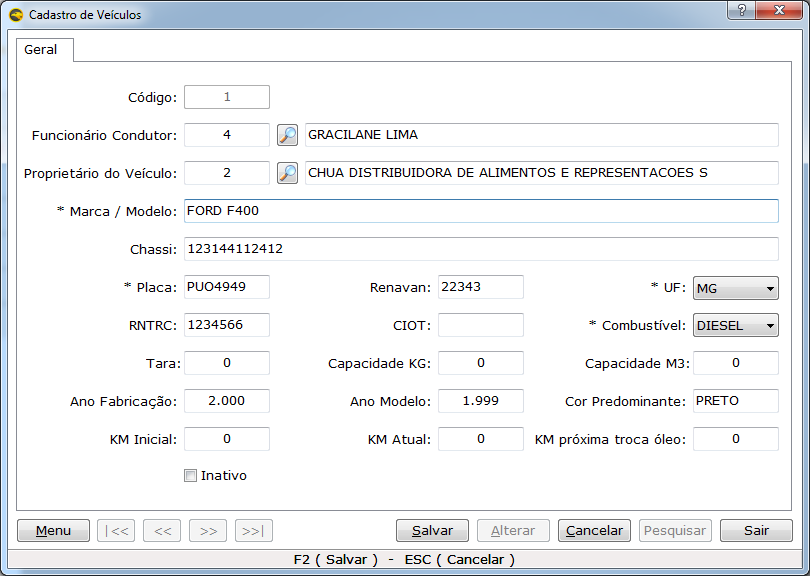 Cadastro de Veículos
Geral
Código: 1
Funcionário Condutor: 4 GRACILANE LIMA
Proprietário do Veículo: 2 CHUA DISTRIBUIDORA DE ALIMENTOS E REPRESENTACOES S
* Marca / Modelo: FORD F400
Chassi: 123144112412
* Placa: PUO4949 Renavan: 22343 * UF: MG
RNTRC: 1234566 CIOT: * Combustível: DIESEL
Tara: 0 Capacidade KG: 0 Capacidade M3: 0
Ano Fabricação: 2.000 Ano Modelo: 1.999 Cor Predominante: PRETO
KM Inicial: 0 KM Atual: 0 KM próxima troca óleo: 0
Inativo
Menu |<< << >> >>| Salvar Alterar Cancelar Pesquisar Sair
F2 ( Salvar ) - ESC ( Cancelar )